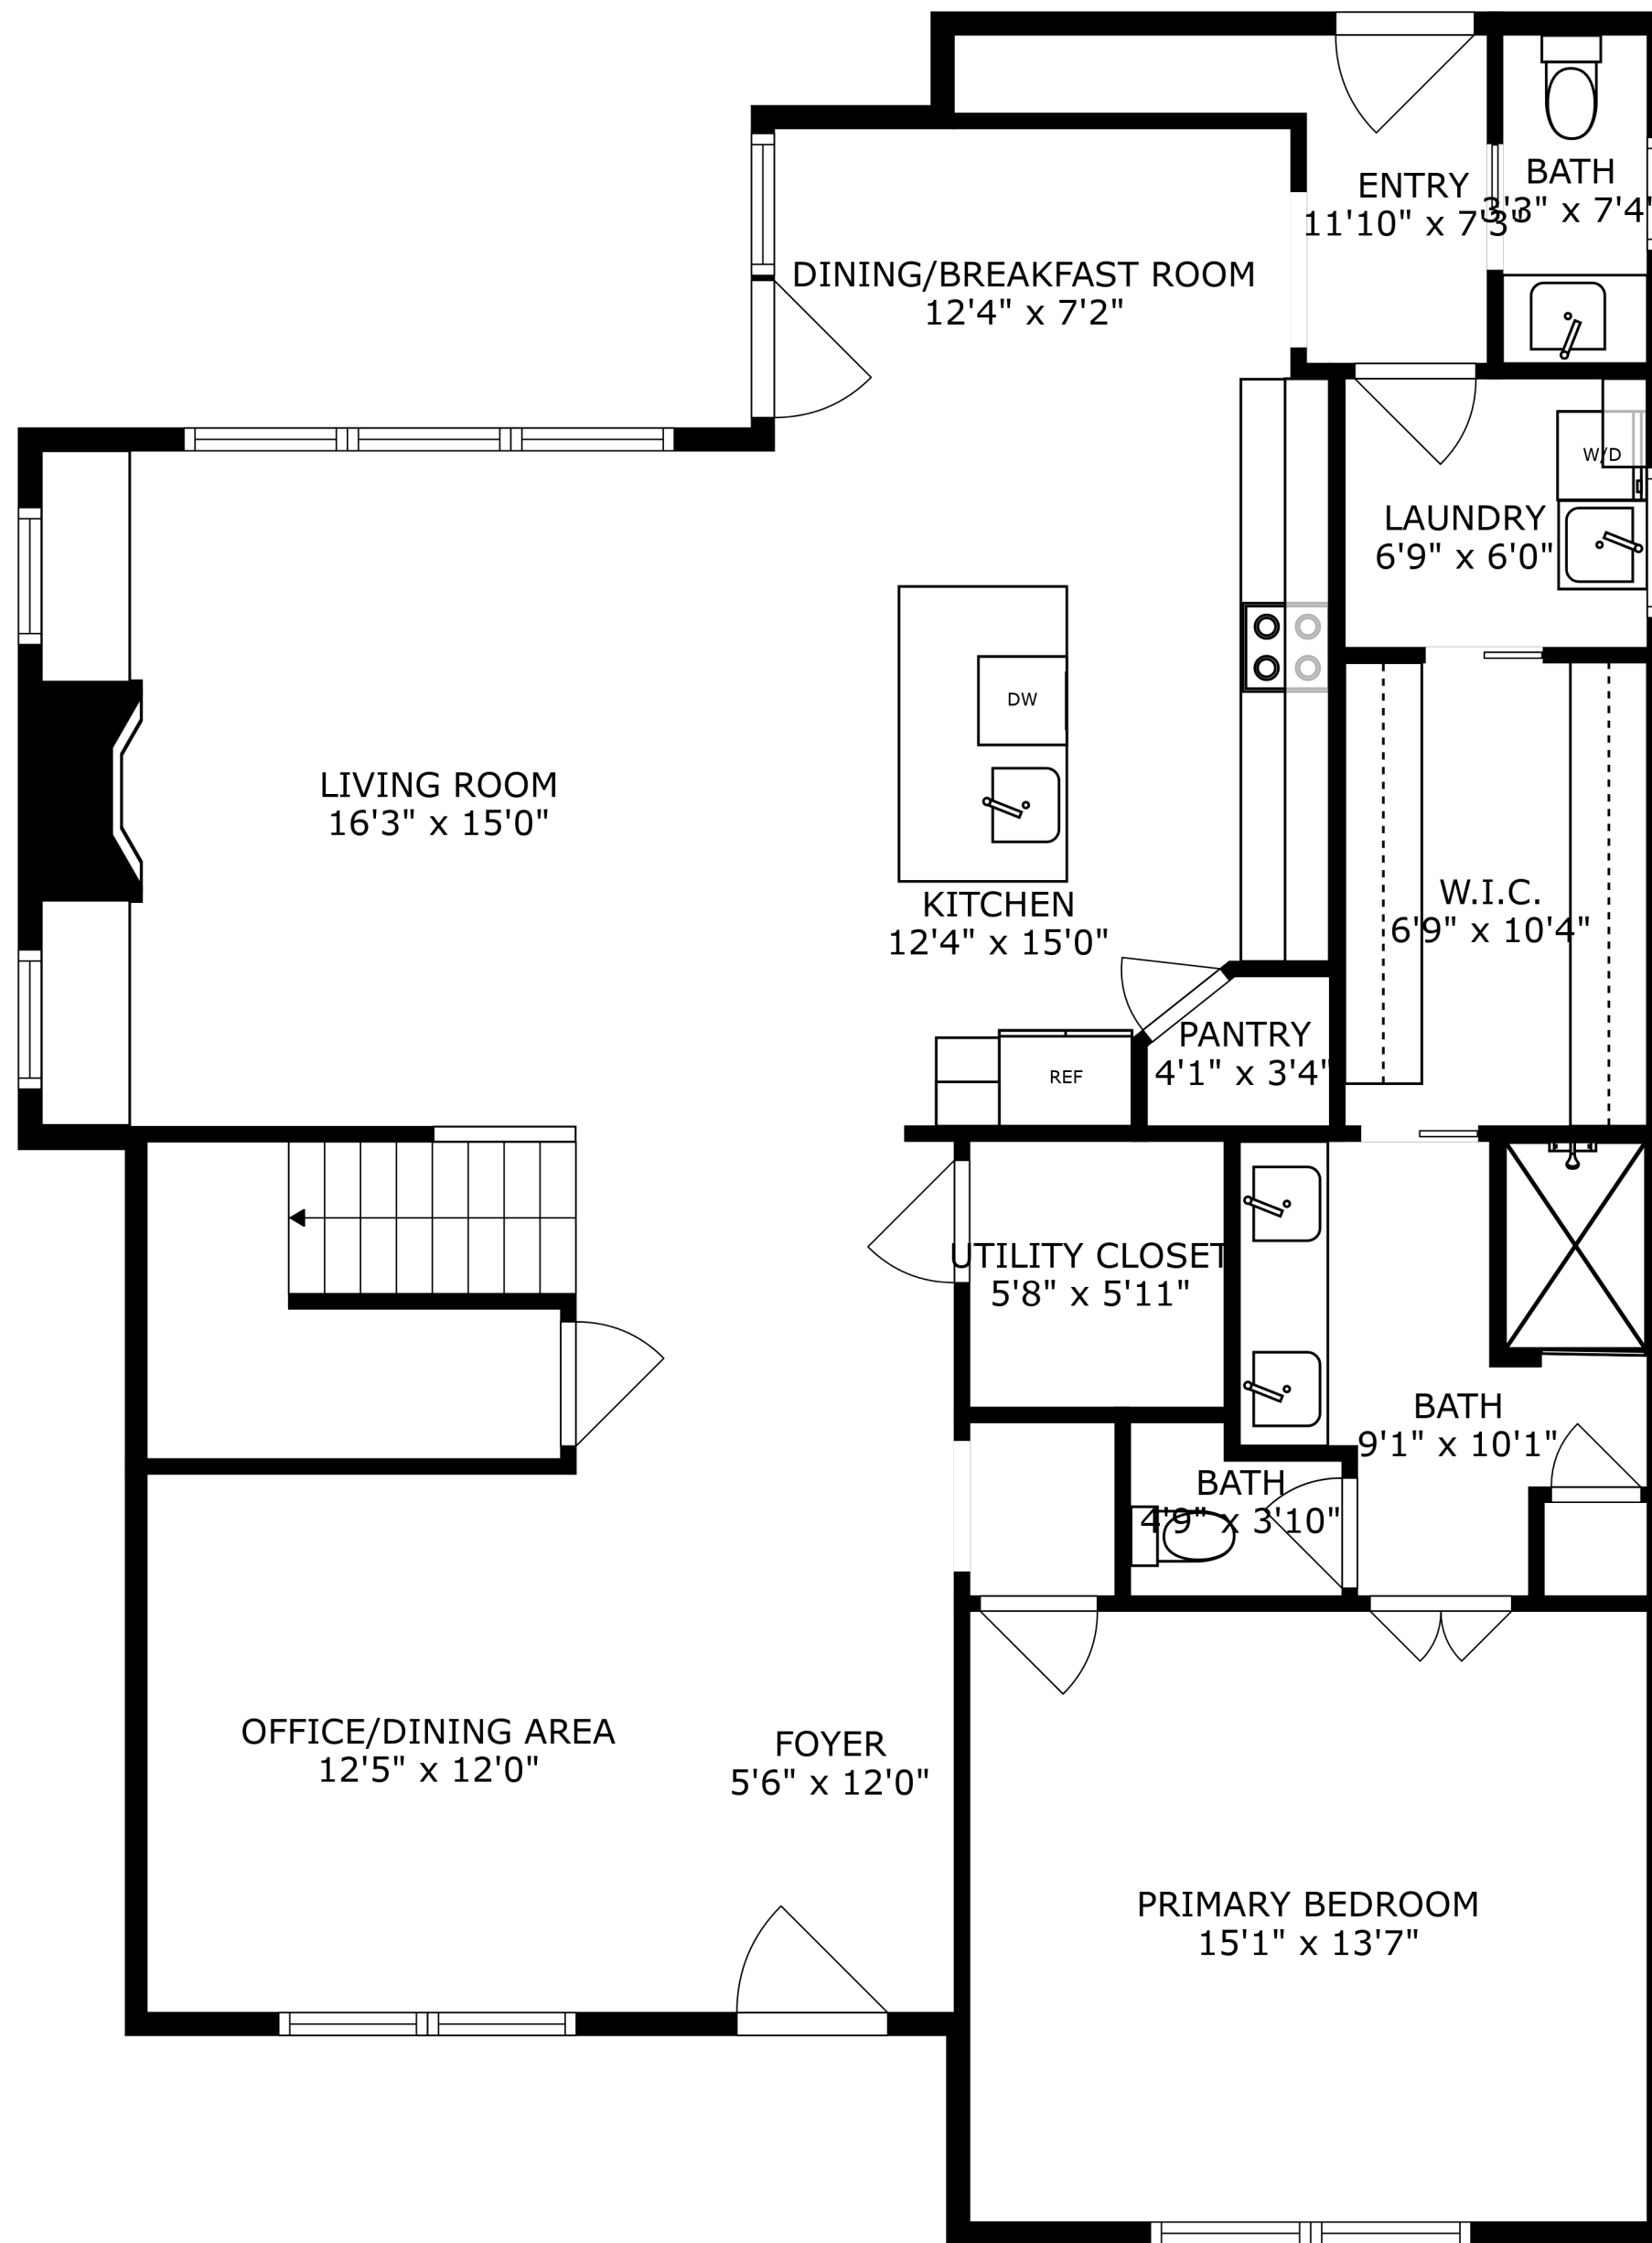 ENTRY
11'10" x 7'3"
BATH
3'3" x 7'4"
DINING/BREAKFAST ROOM
12'4" x 7'2"
W/D
LAUNDRY
6'9" x 6'0"
DW
LIVING ROOM
16'3" x 15'0"
KITCHEN
12'4" x 15'0"
W.I.C.
6'9" x 10'4"
PANTRY
4'1" x 3'4"
REF
UTILITY CLOSET
5'8" x 5'11"
BATH
9'1" x 10'1"
BATH
4'9" x 3'10"
OFFICE/DINING AREA
12'5" x 12'0"
FOYER
5'6" x 12'0"
PRIMARY BEDROOM
15'1" x 13'7"